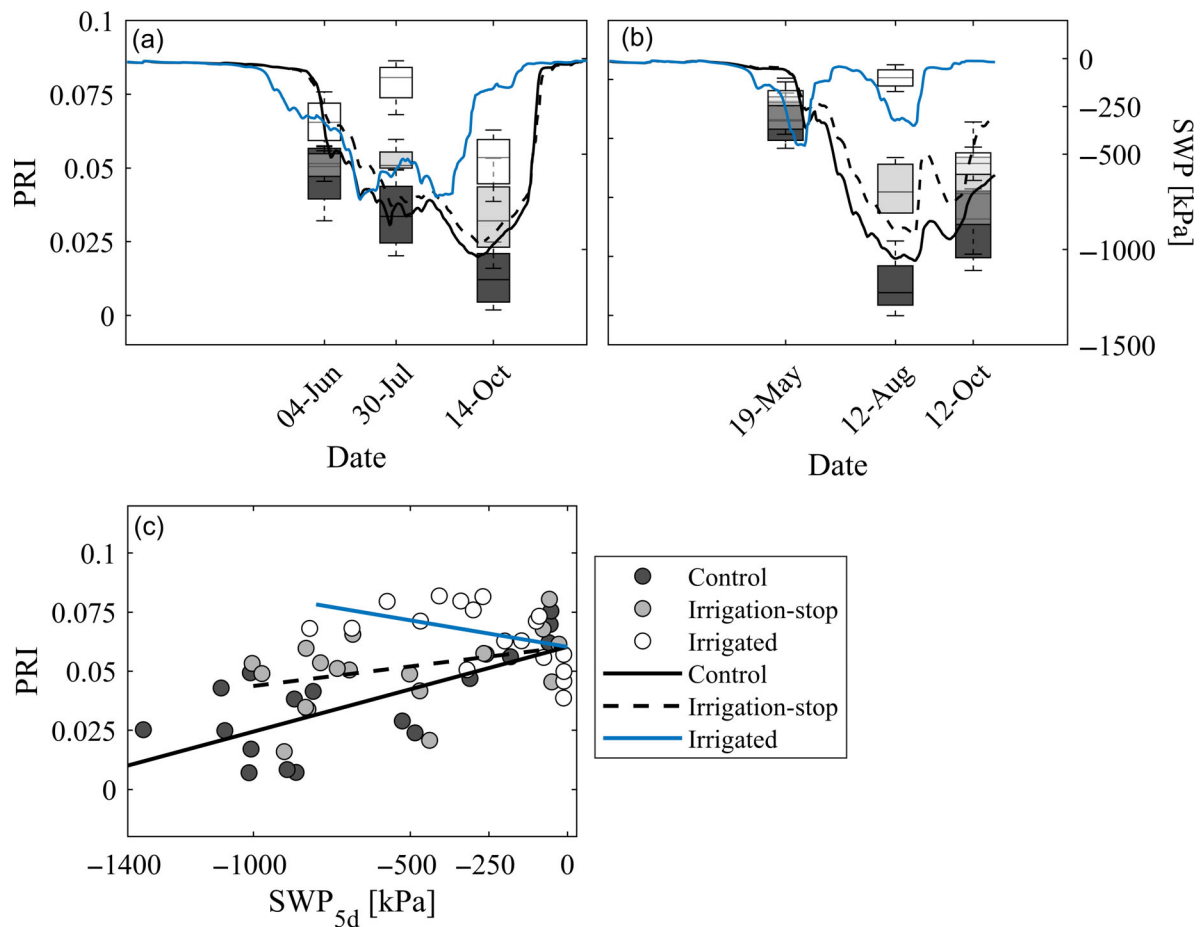 (a)
0.1
0.075
0.05
0.025
0
PRI
04-Jun
30-Jul
14-Oct
Date
(b)
0
−250
−500
−1000
−1500
SWP [kPa]
19-May
12-Aug
12-Oct
Date
(c)
0.1
0.075
0.05
0.025
0
PRI
−1400
−1000
−500
−250
0
SWP5d [kPa]
Control
Irrigation-stop
Irrigated
Control
Irrigation-stop
Irrigated